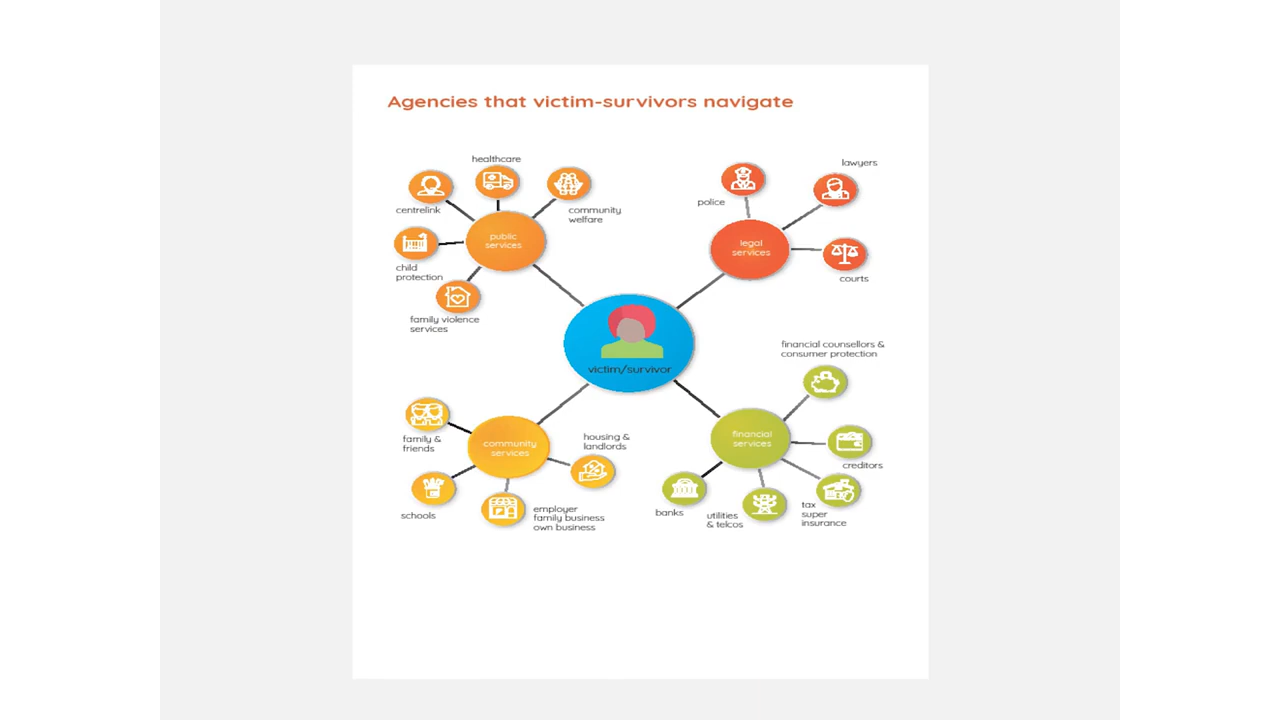 Agencies that victim-survivors navigate
healthcare
centrelink
community
welfare
public
services
child
protection
family violence
services
police
lawyers
legal
services
courts
victim/survivor
financial counsellors &
consumer protection
financial
services
creditors
banks
utilities
& telcos
tax
super
insurance
family &
friends
community
services
housing &
landlords
schools
employer
family business
own business